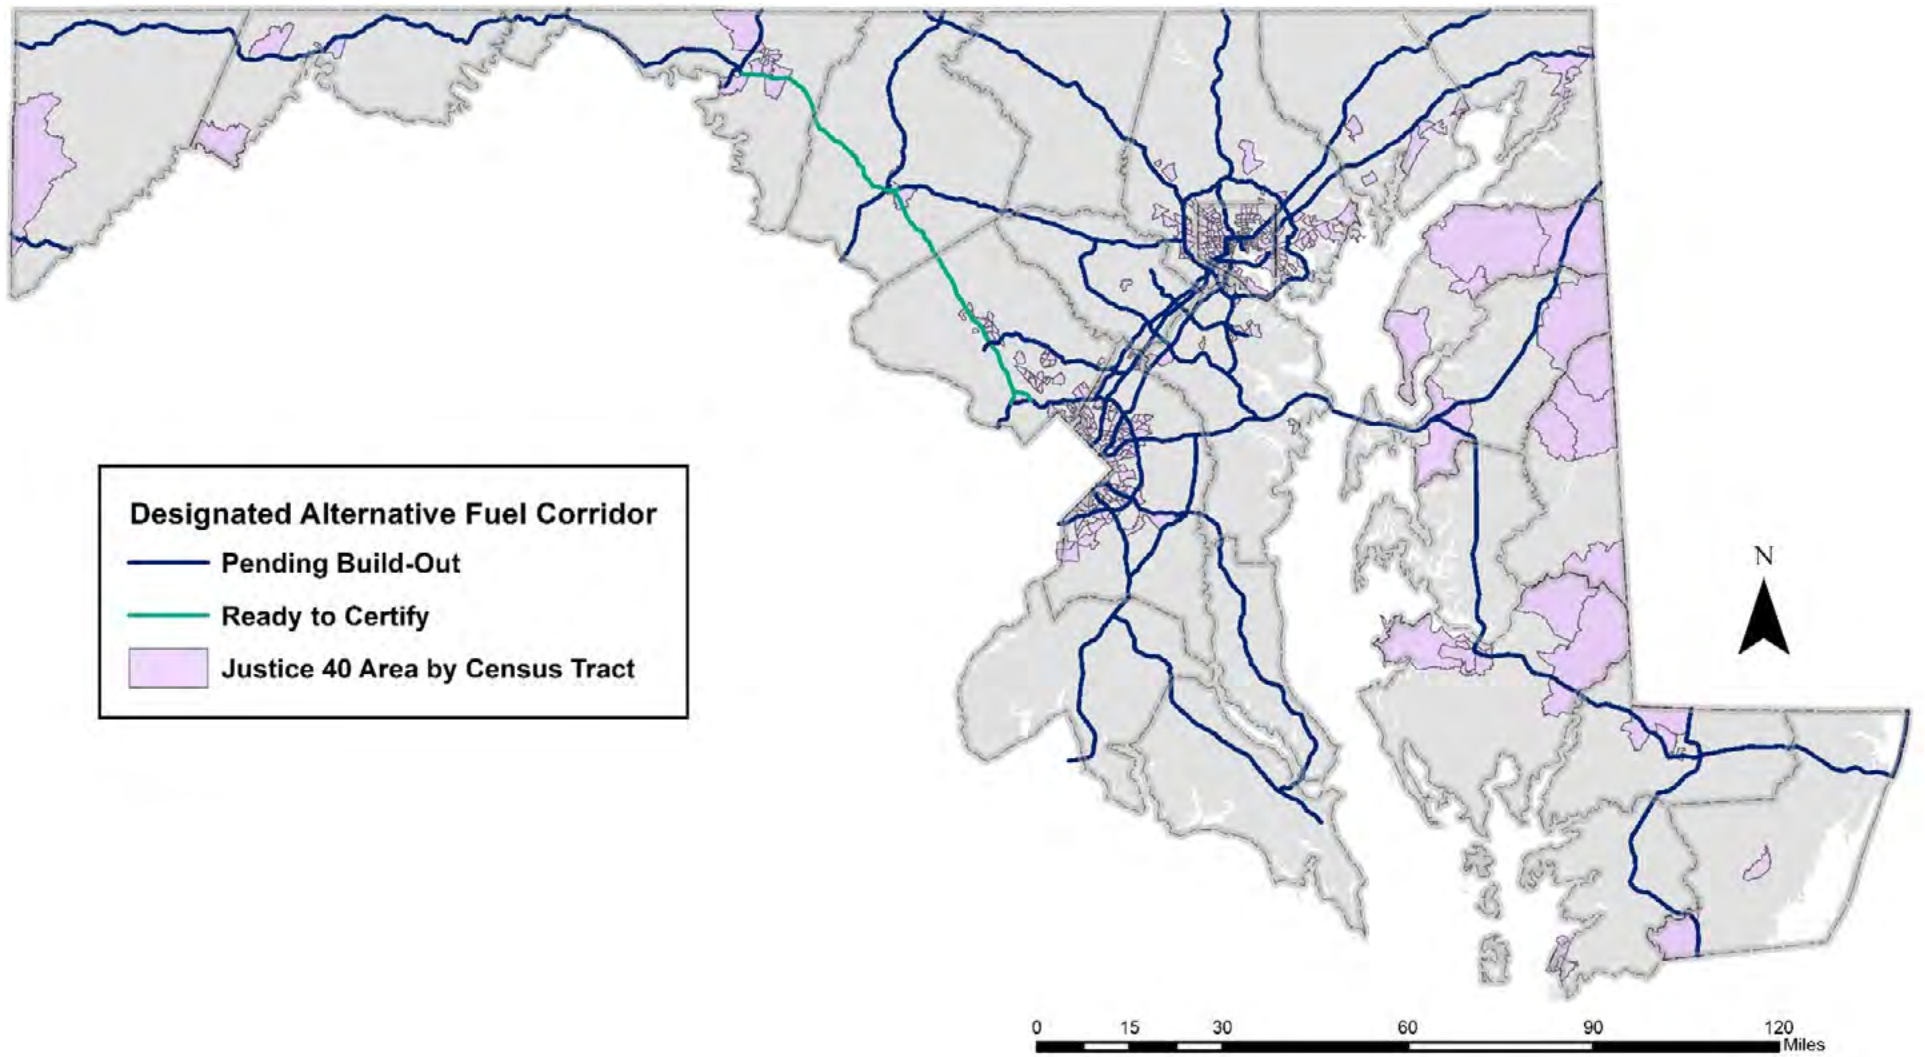 Designated Alternative Fuel Corridor
Pending Build-Out
Ready to Certify
Justice 40 Area by Census Tract
N
0 15 30 60 90 120
Miles